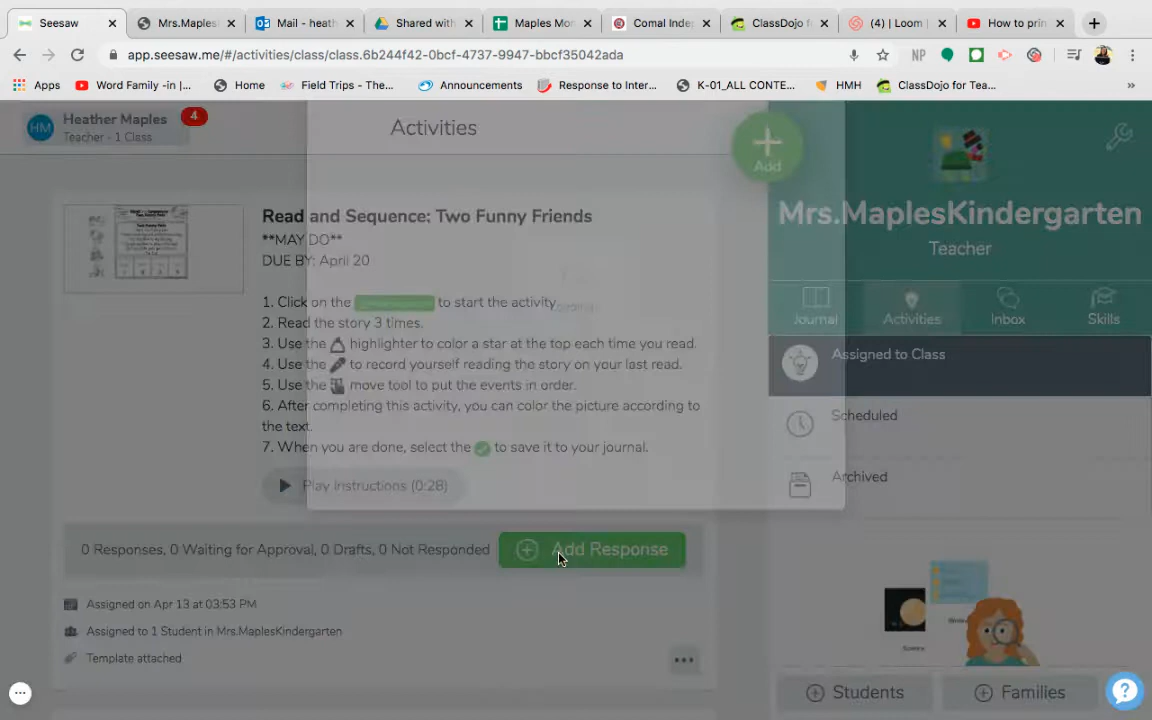 Seesaw
Mrs.Maples
Mail - heath
Shared with
Maples Mo
Comal Inde
ClassDojo f
(4) | Loom |
How to prin
app.seesaw.me/#/activities/class/class.6b244f42-0bcf-4737-9947-bbcf35042ada
NP
Apps
Word Family -in |...
Home
Field Trips - The...
Announcements
Response to Inter...
K-01_ALL CONTE...
HMH
ClassDojo for Tea...
»
HM
Heather Maples
4
Teacher - 1 Class
Activities
Add
Mrs.MaplesKindergarten
Teacher
Journal
Activities
Inbox
Skills
Assigned to Class
Scheduled
Archived
Read and Sequence: Two Funny Friends
**MAY DO**
DUE BY: April 20
1. Click on the to start the activity
2. Read the story 3 times.
3. Use the highlighter to color a star at the top each time you read.
4. Use the to record yourself reading the story on your last read.
5. Use the move tool to put the events in order.
6. After completing this activity, you can color the picture according to
the text.
7. When you are done, select the to save it to your journal.
Play Instructions (0:28)
0 Responses, 0 Waiting for Approval, 0 Drafts, 0 Not Responded
Add Response
Assigned on Apr 13 at 03:53 PM
Assigned to 1 Student in Mrs.MaplesKindergarten
Template attached
Students
Families
?